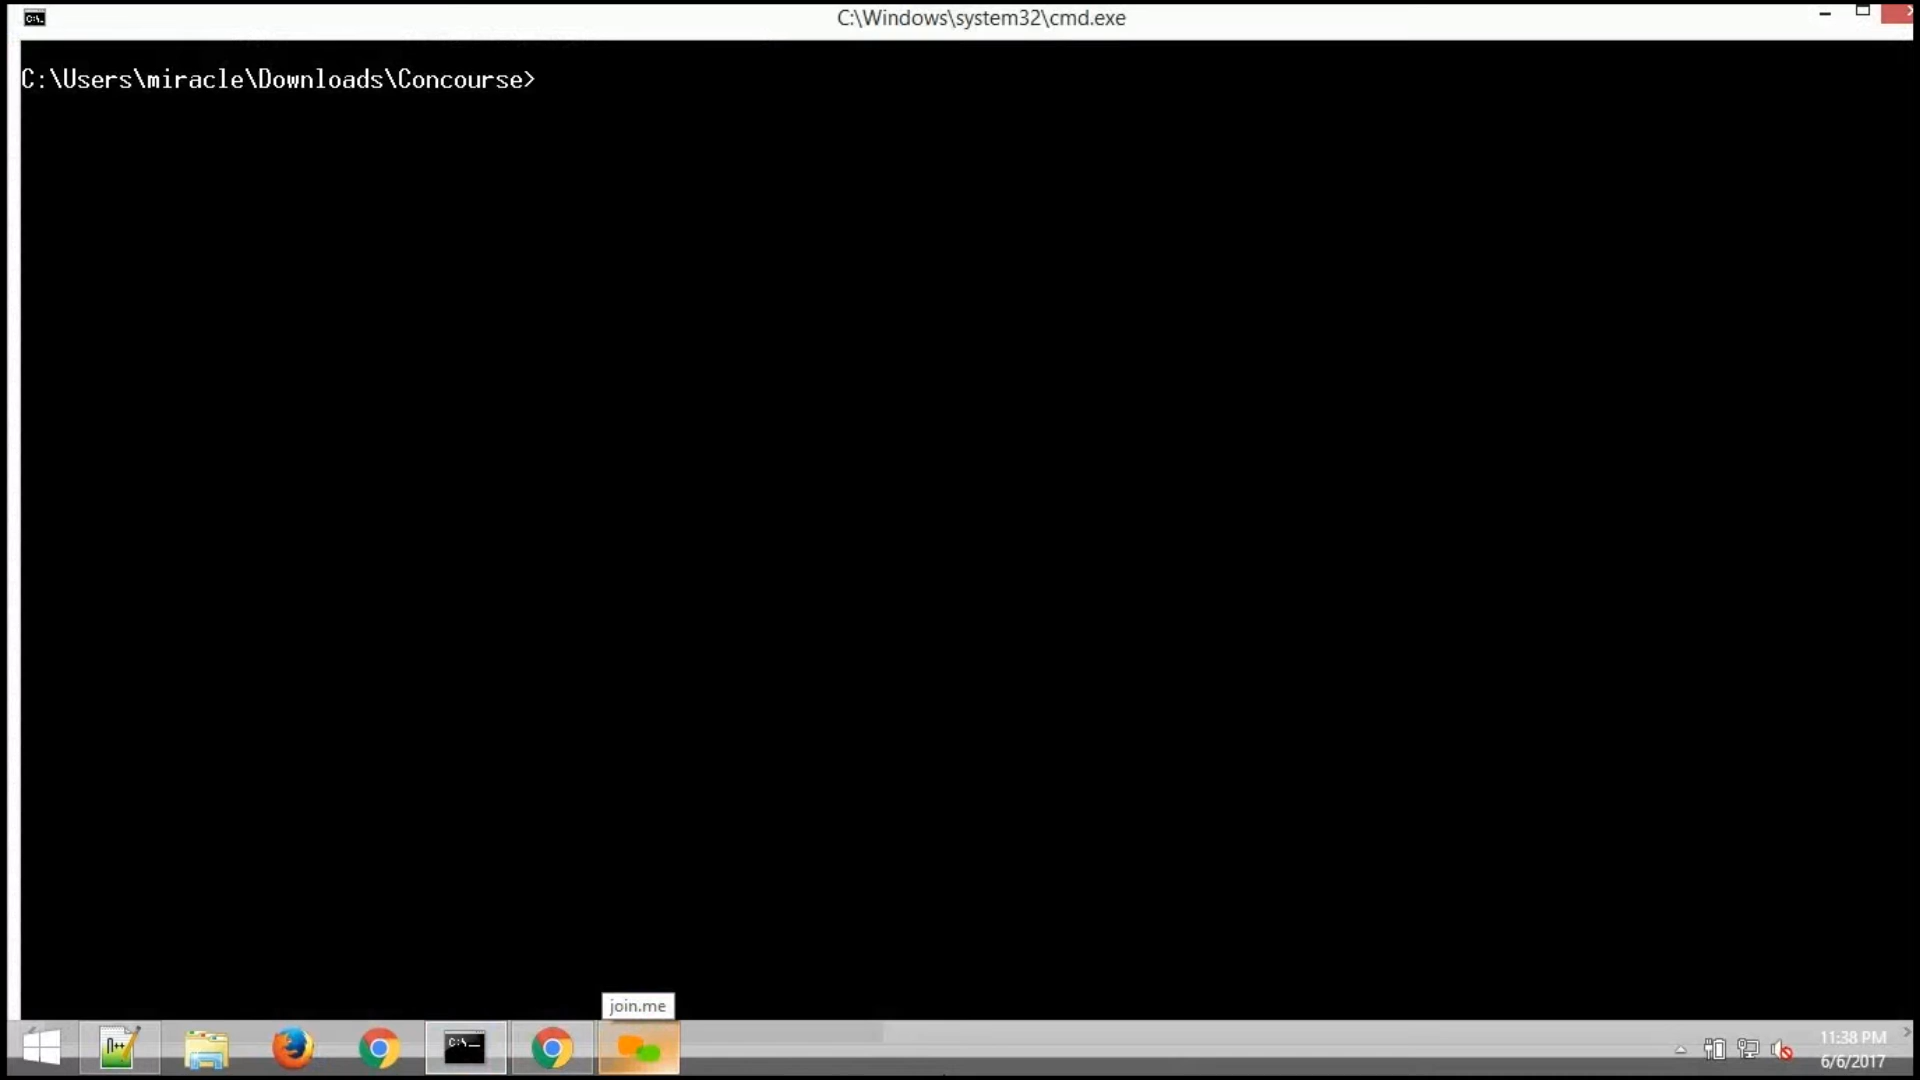 C:\Windows\system32\cmd.exe
C:\Users\miracle\Downloads\Concourse>
join.me
11:38 PM
6/6/2017